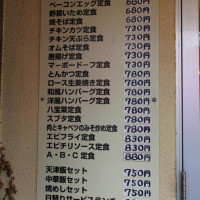 ベーコンエッグ定食 680円
野菜いため定食 680円
焼そば定食 680円
チキンカツ定食 730円
チキン天ぷら定食 730円
オムそば定食 730円
唐揚げ定食 730円
マーボードーフ定食 730円
とんかつ定食 780円
ロース生姜焼き定食 780円
和風ハンバーグ定食 780円
洋風ハンバーグ定食 780円
八宝菜定食 780円
スブタ定食 780円
肉とキャベツのみそ炒め定食 780円
エビフライ定食 830円
エビチリソース定食 830円
A・B・C定食 880円
天津飯セット 750円
中華飯セット 750円
焼めしセット 750円
日替りサービスランチ